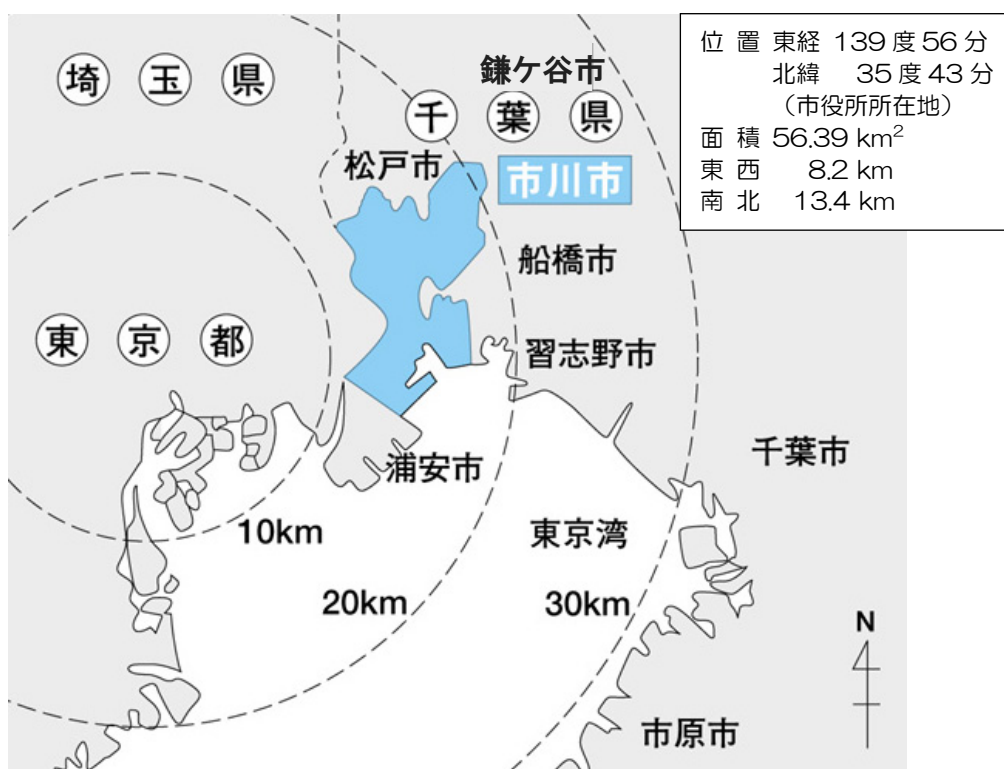 位 置 東経 139 度 56 分
北緯 35 度 43 分
（市役所所在地）
面 積 56.39 km²
東 西 8.2 km
南 北 13.4 km
鎌ケ谷市
埼 玉 県
千 葉 県
松戸市
市川市
船橋市
東 京 都
習志野市
千葉市
浦安市
10km
東京湾
20km
30km
N
市原市